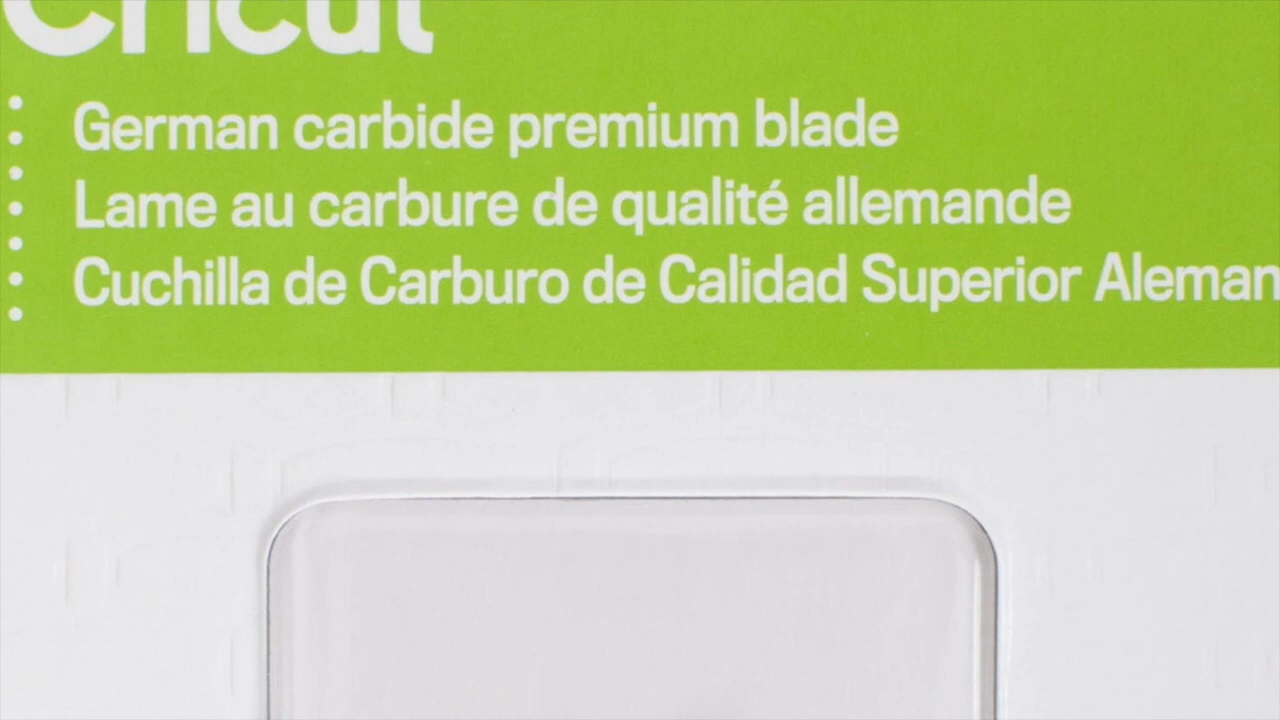 Cricut
German carbide premium blade
Lame au carbure de qualité allemande
Cuchilla de Carburo de Calidad Superior Aleman